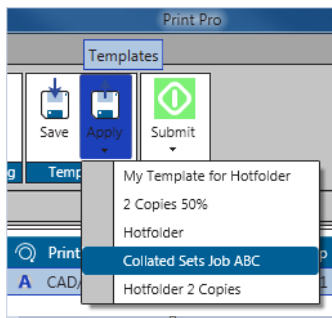 Print Pro
Templates
Save
Apply
Submit
My Template for Hotfolder
2 Copies 50%
Hotfolder
Collated Sets Job ABC
Hotfolder 2 Copies
Print
A CAD/
1